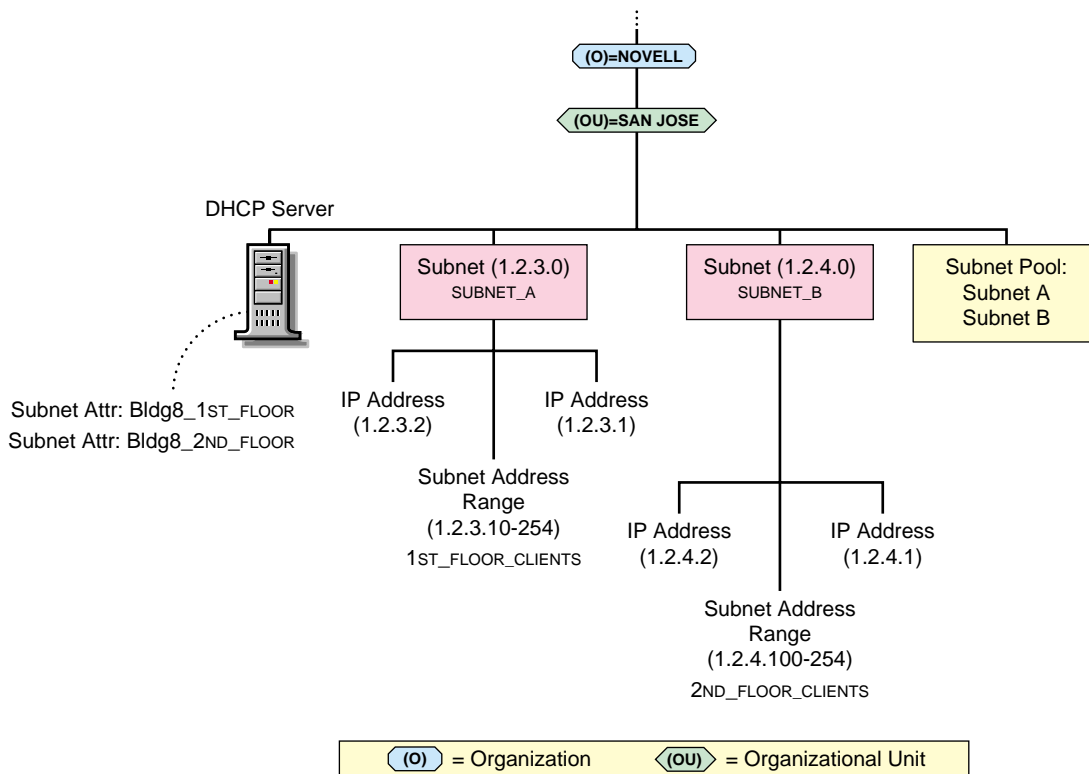 (O)=NOVELL
(OU)=SAN JOSE
DHCP Server
Subnet (1.2.3.0)
SUBNET_A
Subnet (1.2.4.0)
SUBNET_B
Subnet Pool:
Subnet A
Subnet B
Subnet Attr: Bldg8_1ST_FLOOR
Subnet Attr: Bldg8_2ND_FLOOR
IP Address
(1.2.3.2)
IP Address
(1.2.3.1)
Subnet Address
Range
(1.2.3.10-254)
1ST_FLOOR_CLIENTS
IP Address
(1.2.4.2)
IP Address
(1.2.4.1)
Subnet Address
Range
(1.2.4.100-254)
2ND_FLOOR_CLIENTS
(O) = Organization
(OU) = Organizational Unit